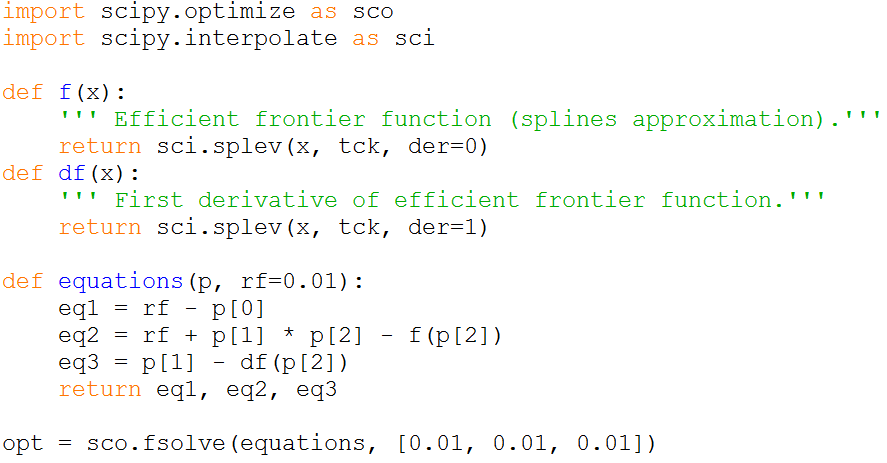 import scipy.optimize as sco
import scipy.interpolate as sci

def f(x):
    ''' Efficient frontier function (splines approximation).'''
    return sci.splev(x, tck, der=0)
def df(x):
    ''' First derivative of efficient frontier function.'''
    return sci.splev(x, tck, der=1)

def equations(p, rf=0.01):
    eq1 = rf - p[0]
    eq2 = rf + p[1] * p[2] - f(p[2])
    eq3 = p[1] - df(p[2])
    return eq1, eq2, eq3

opt = sco.fsolve(equations, [0.01, 0.01, 0.01])